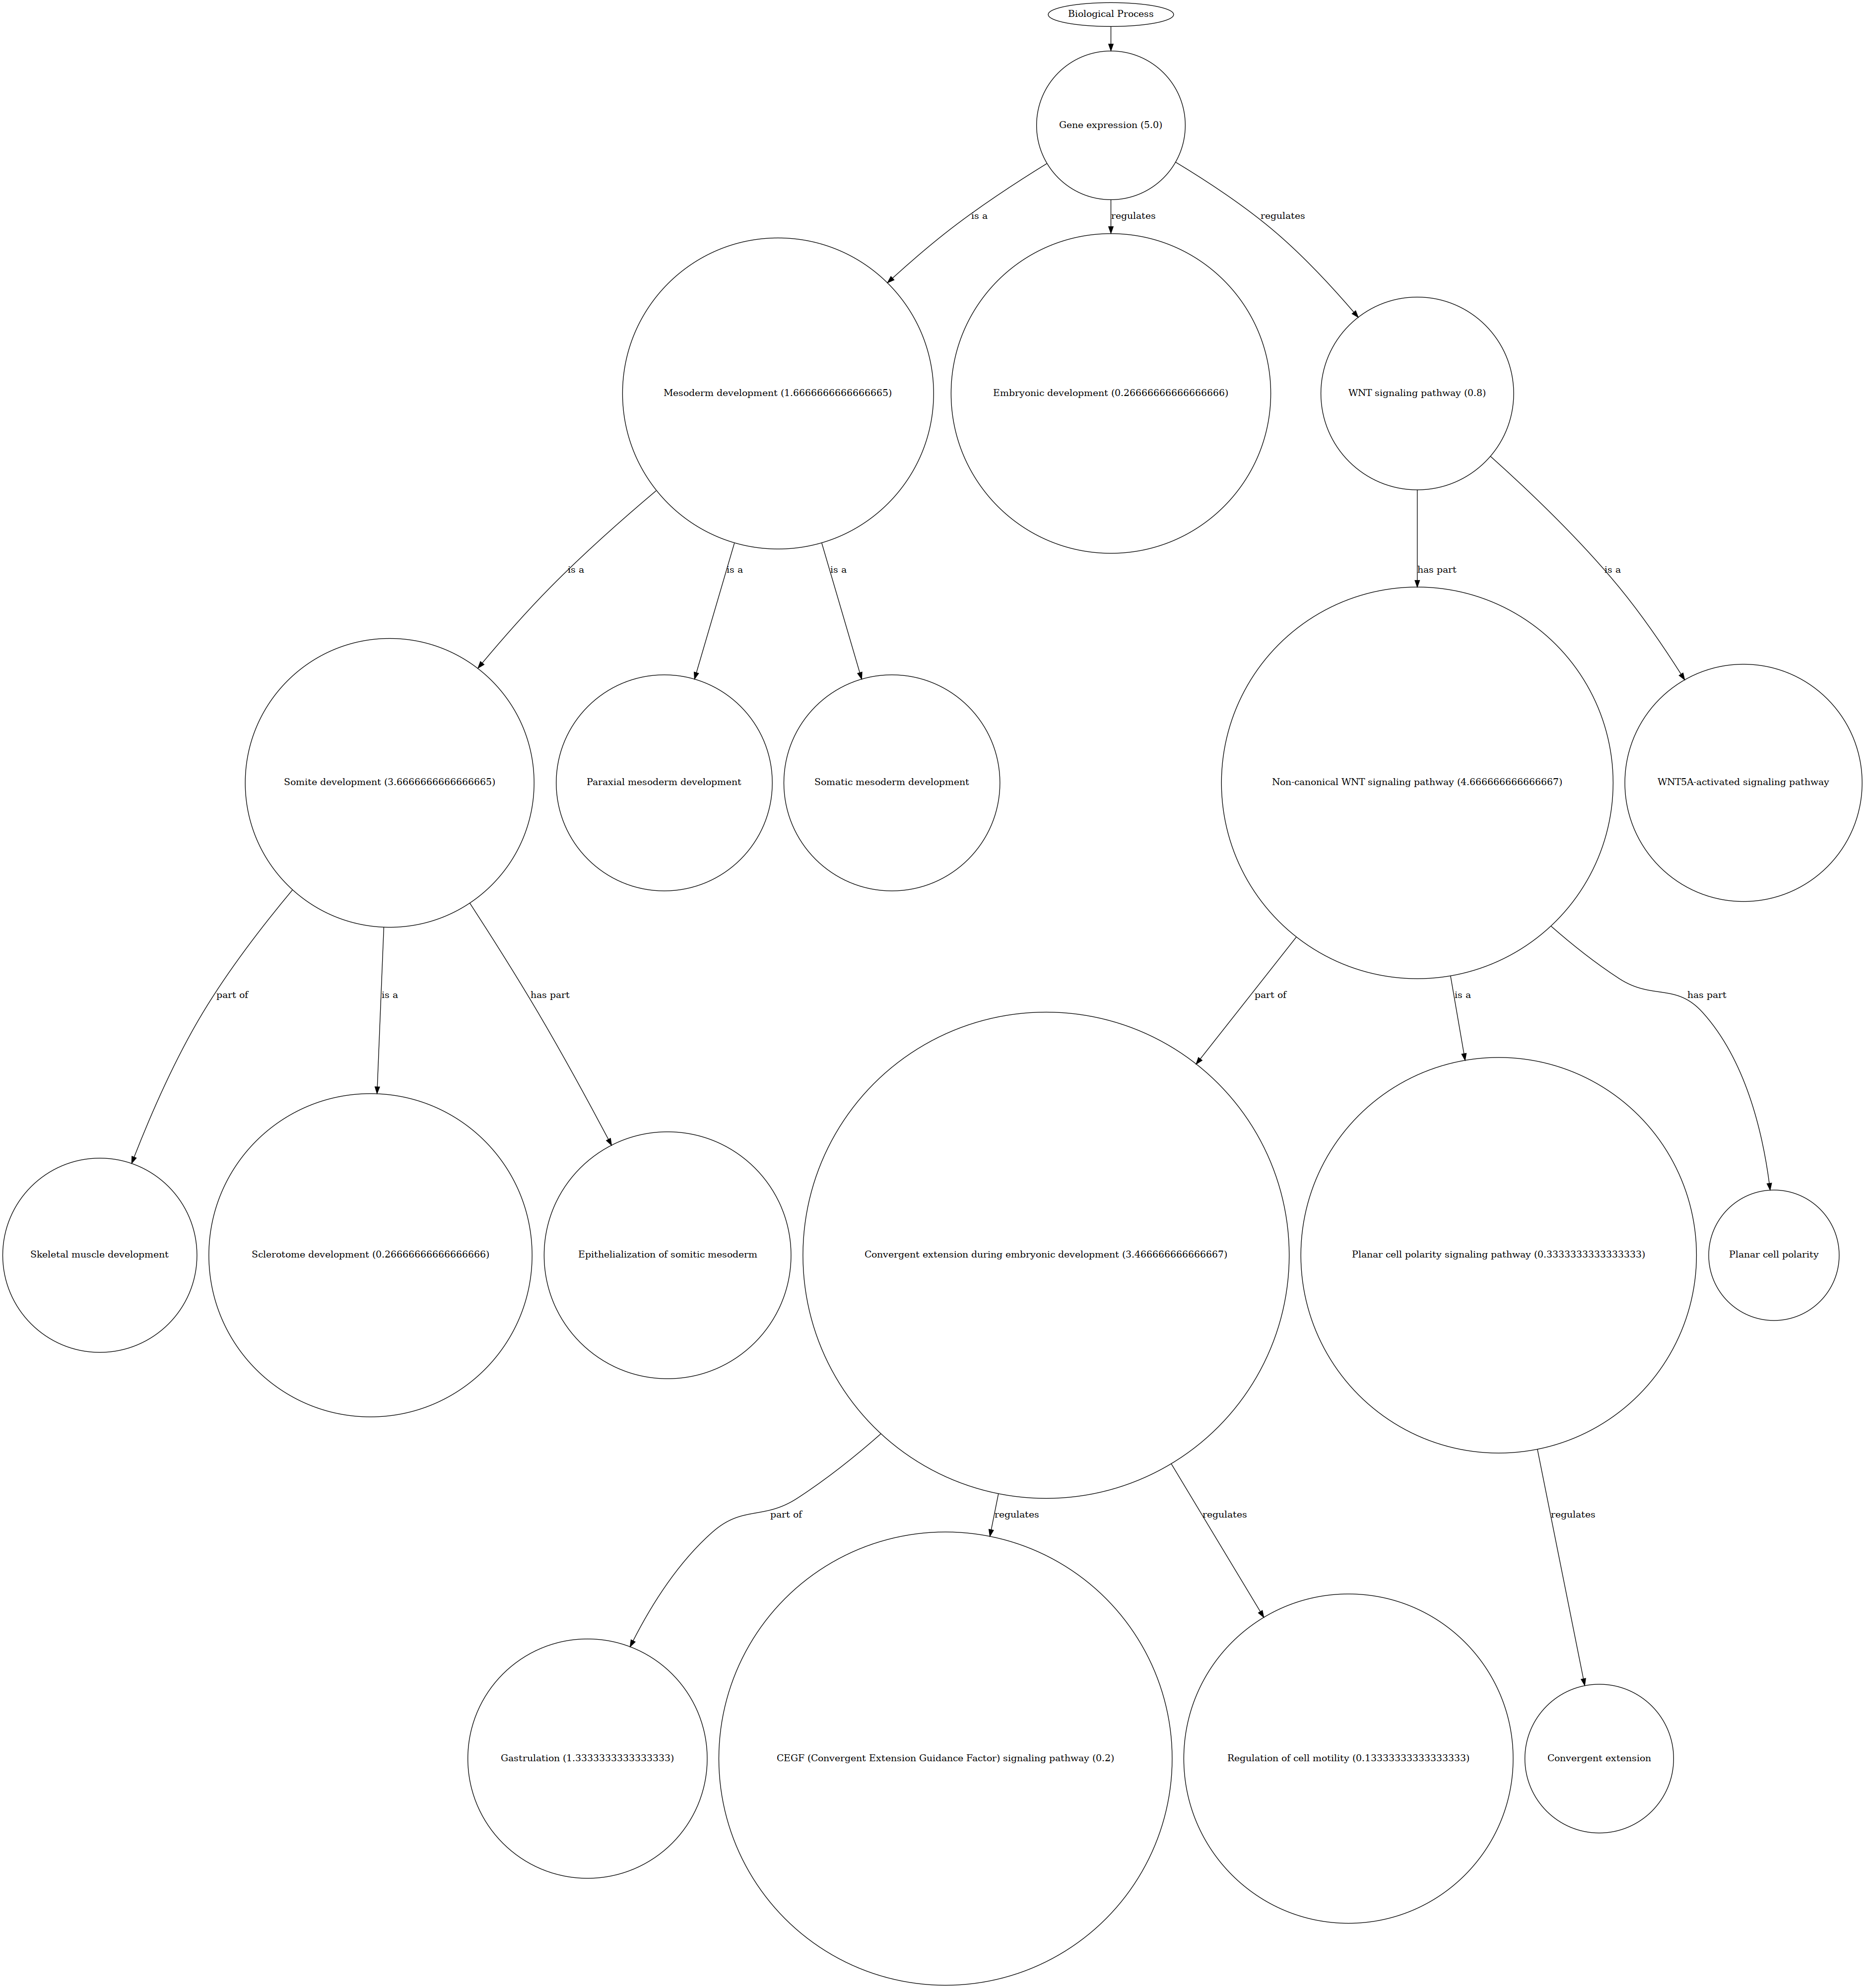 Biological Process
Gene expression (5.0)
is a
regulates
regulates
Mesoderm development (1.6666666666666665)
Embryonic development (0.26666666666666666)
WNT signaling pathway (0.8)
is a
is a
is a
has part
is a
Somite development (3.6666666666666665)
Paraxial mesoderm development
Somatic mesoderm development
Non-canonical WNT signaling pathway (4.666666666666667)
WNT5A-activated signaling pathway
part of
is a
has part
part of
is a
has part
Skeletal muscle development
Sclerotome development (0.26666666666666666)
Epithelialization of somitic mesoderm
Convergent extension during embryonic development (3.466666666666667)
Planar cell polarity signaling pathway (0.3333333333333333)
Planar cell polarity
part of
regulates
regulates
regulates
Gastrulation (1.3333333333333333)
CEGF (Convergent Extension Guidance Factor) signaling pathway (0.2)
Regulation of cell motility (0.13333333333333333)
Convergent extension